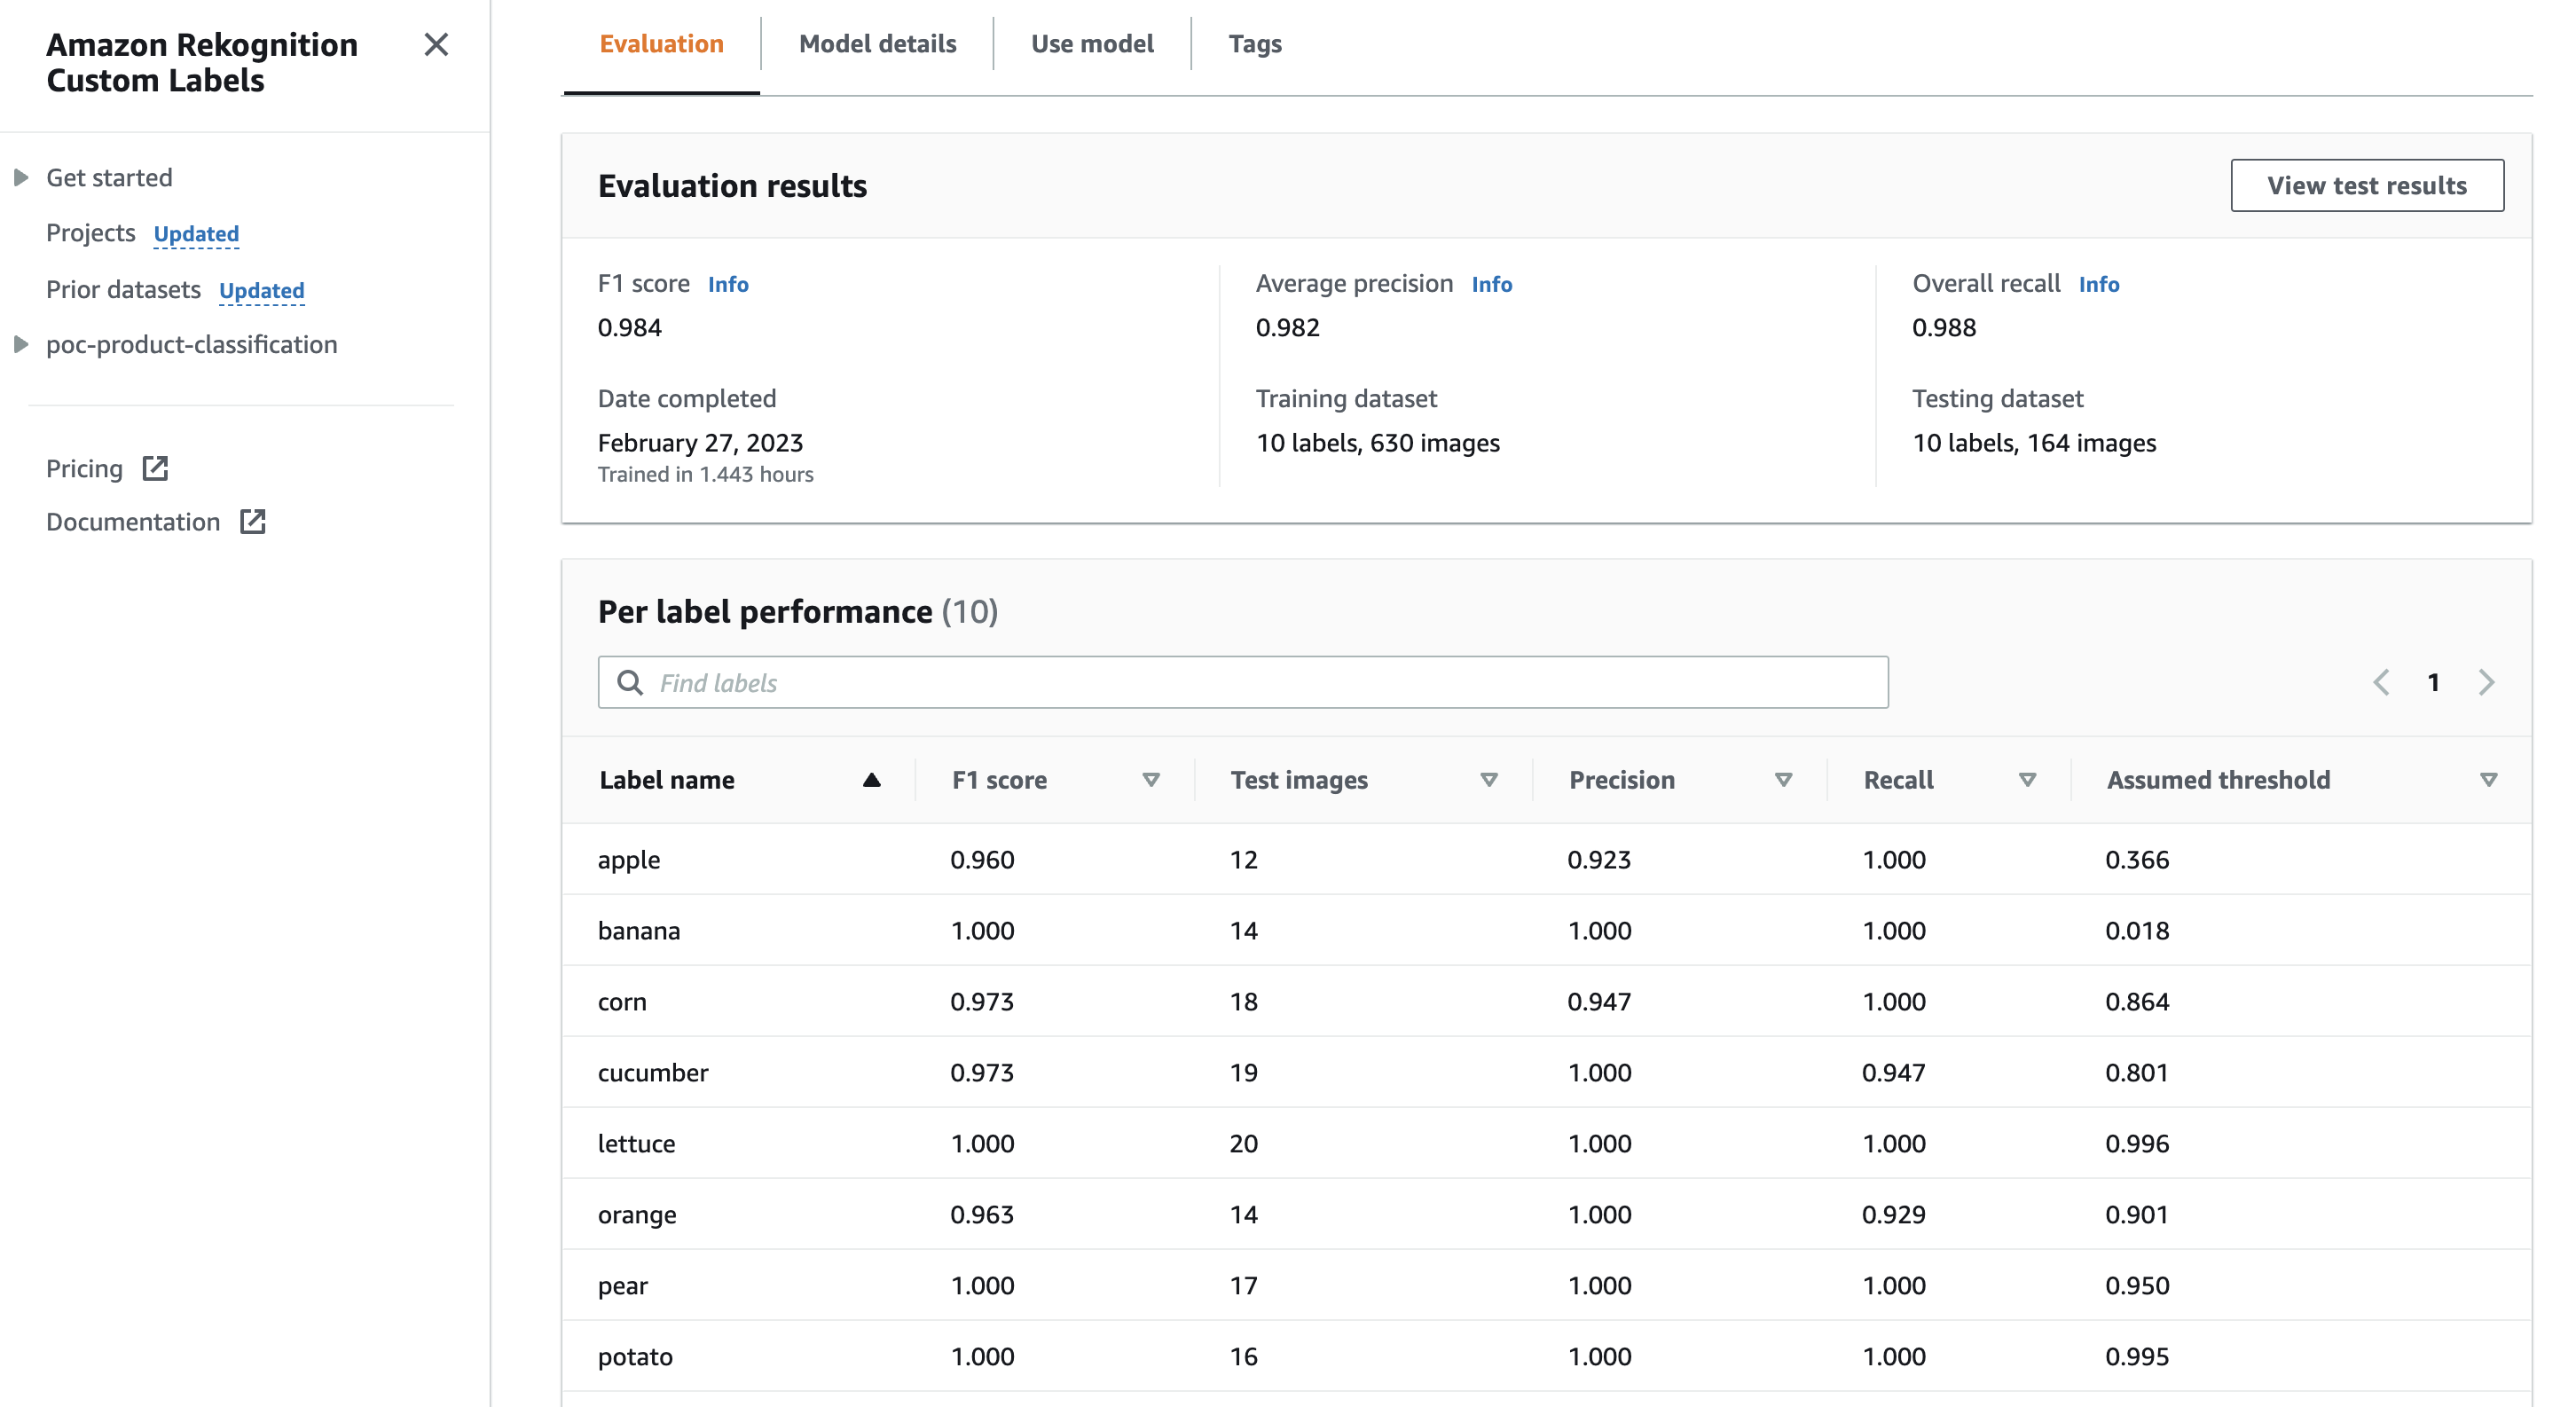 Amazon Rekognition
Custom Labels
Get started
Projects Updated
Prior datasets Updated
poc-product-classification
Pricing
Documentation
Evaluation Model details Use model Tags
Evaluation results View test results
F1 score Info Average precision Info Overall recall Info
0.984 0.982 0.988
Date completed Training dataset Testing dataset
February 27, 2023 10 labels, 630 images 10 labels, 164 images
Trained in 1.443 hours
Per label performance (10)
Find labels 1
Label name F1 score Test images Precision Recall Assumed threshold
apple 0.960 12 0.923 1.000 0.366
banana 1.000 14 1.000 1.000 0.018
corn 0.973 18 0.947 1.000 0.864
cucumber 0.973 19 1.000 0.947 0.801
lettuce 1.000 20 1.000 1.000 0.996
orange 0.963 14 1.000 0.929 0.901
pear 1.000 17 1.000 1.000 0.950
potato 1.000 16 1.000 1.000 0.995